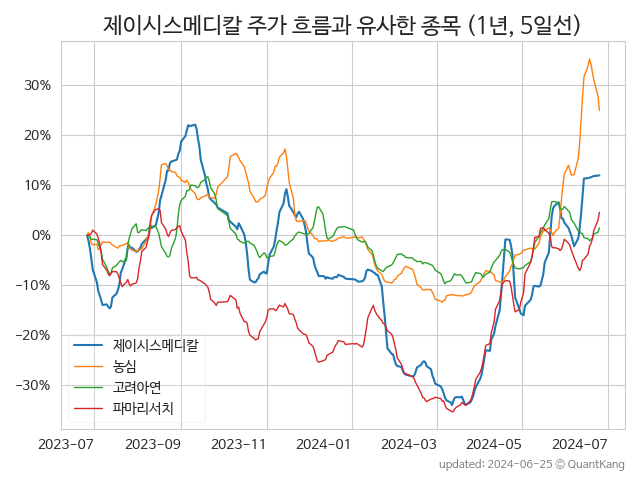 제이시스메디칼 주가 흐름과 유사한 종목 (1년, 5일선)
30%
20%
10%
0%
−10%
−20%
−30%
제이시스메디칼
농심
고려아연
파마리서치
2023-07 2023-09 2023-11 2024-01 2024-03 2024-05 2024-07
updated: 2024-06-25 © QuantKang